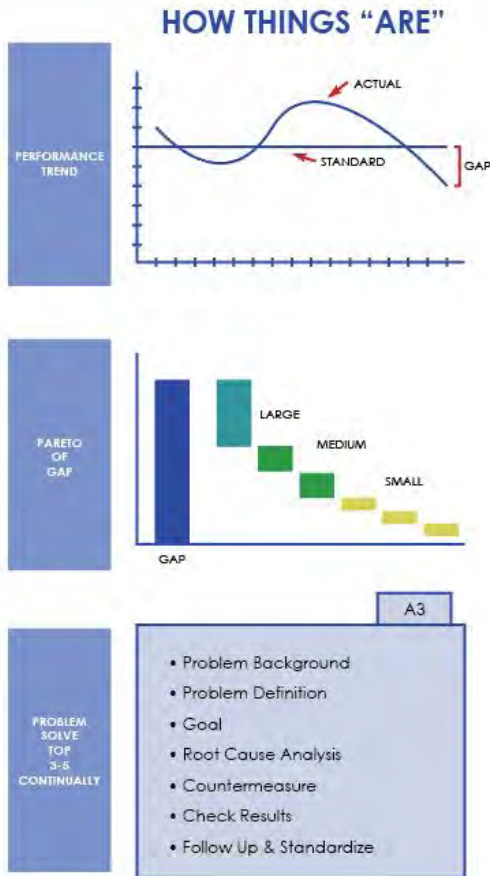 HOW THINGS “ARE”
PERFORMANCE
TREND
ACTUAL
STANDARD
GAP
PARETO
OF
GAP
LARGE
MEDIUM
SMALL
GAP
PROBLEM
SOLVE
TOP
3-5
CONTINUALLY
A3
• Problem Background
• Problem Definition
• Goal
• Root Cause Analysis
• Countermeasure
• Check Results
• Follow Up & Standardize